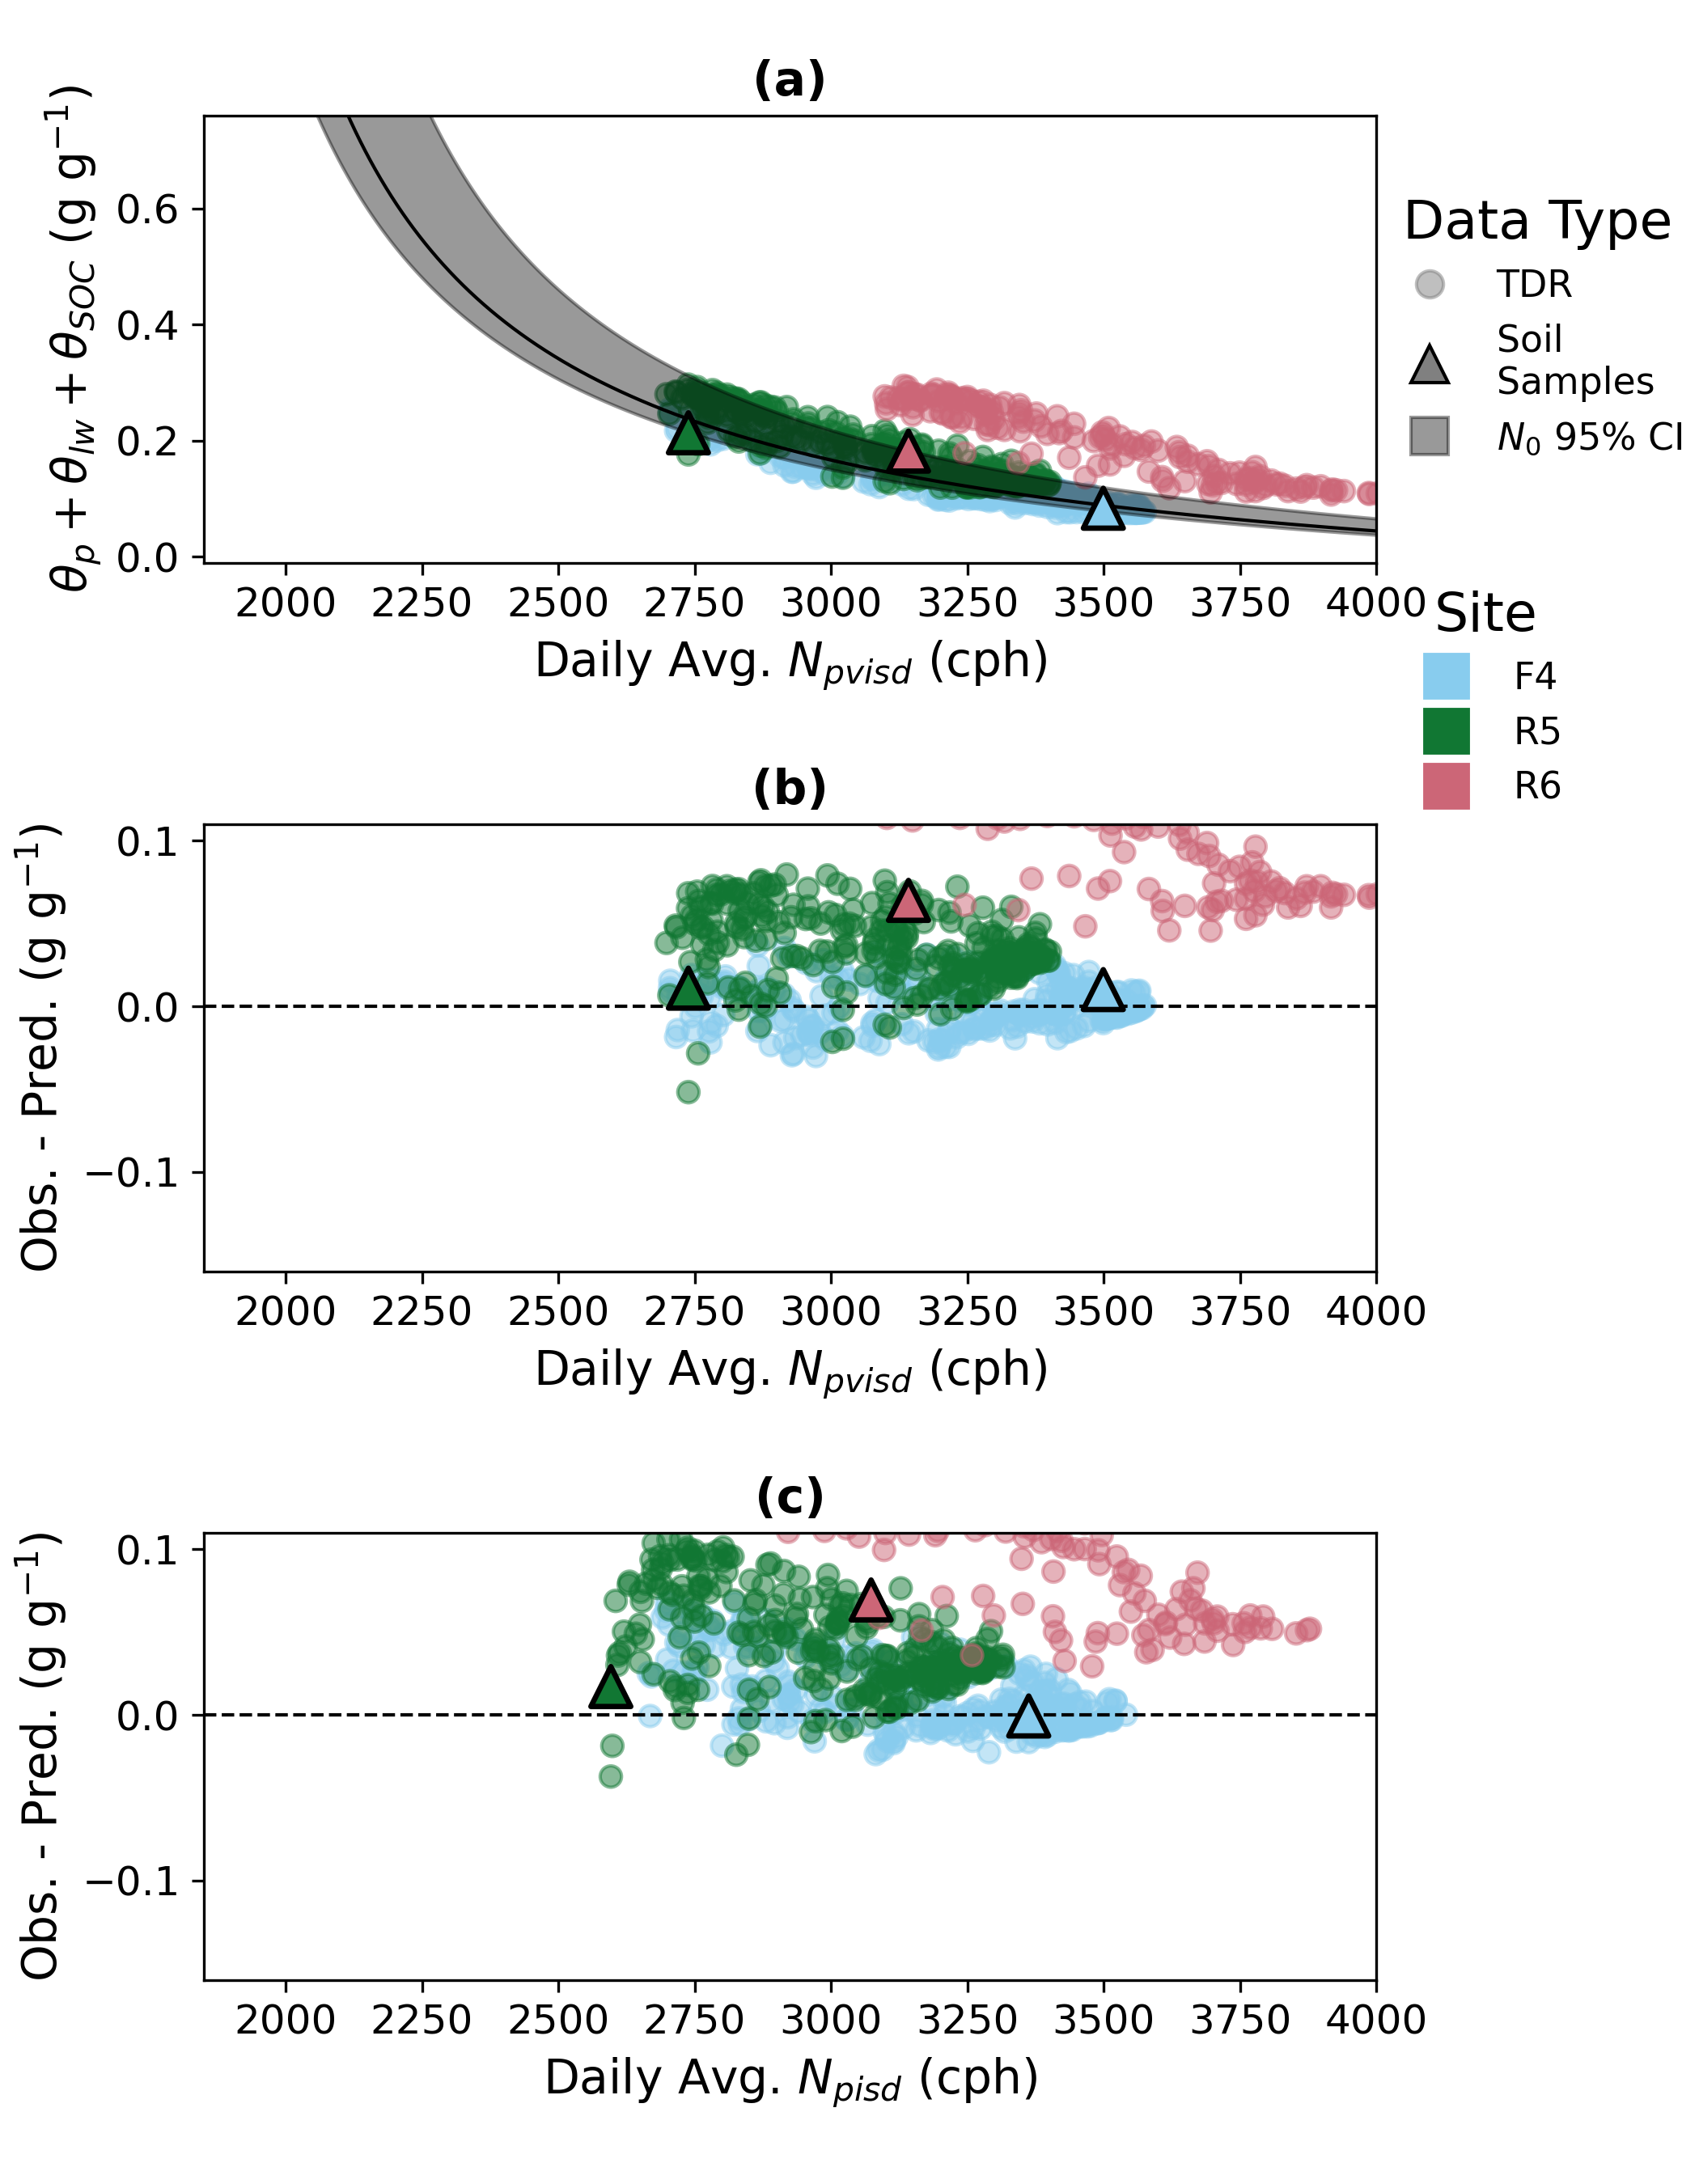 (a)
θp + θlw + θSOC (g g⁻¹)
0.6
0.4
0.2
0.0
2000 2250 2500 2750 3000 3250 3500 3750 4000
Daily Avg. Npvisd (cph)
Data Type
TDR
Soil
Samples
N0 95% CI
Site
F4
R5
R6
(b)
Obs. - Pred. (g g⁻¹)
0.1
0.0
−0.1
2000 2250 2500 2750 3000 3250 3500 3750 4000
Daily Avg. Npvisd (cph)
(c)
Obs. - Pred. (g g⁻¹)
0.1
0.0
−0.1
2000 2250 2500 2750 3000 3250 3500 3750 4000
Daily Avg. Npisd (cph)